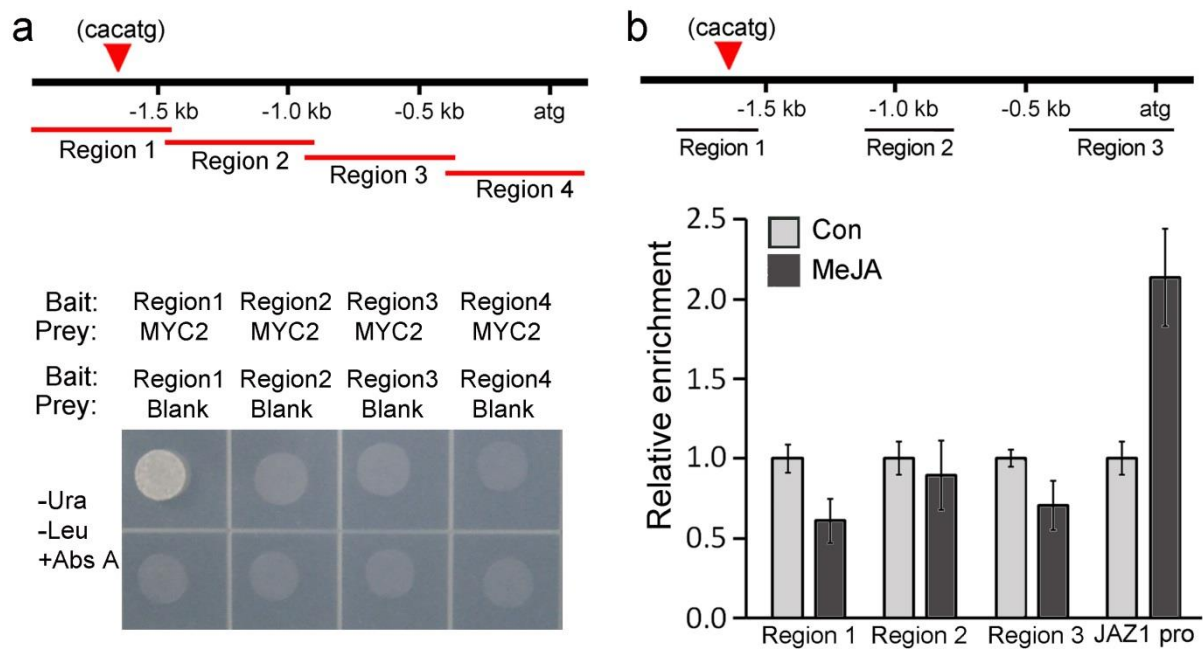 a
(cacatg)
-1.5 kb -1.0 kb -0.5 kb atg
Region 1
Region 2
Region 3
Region 4
Bait: Region1 Region2 Region3 Region4
Prey: MYC2 MYC2 MYC2 MYC2
Bait: Region1 Region2 Region3 Region4
Prey: Blank Blank Blank Blank
-Ura
-Leu
+Abs A
b
(cacatg)
-1.5 kb -1.0 kb -0.5 kb atg
Region 1 Region 2 Region 3
Relative enrichment
2.5
2.0
1.5
1.0
0.5
0.0
Con
MeJA
Region 1 Region 2 Region 3 JAZ1 pro